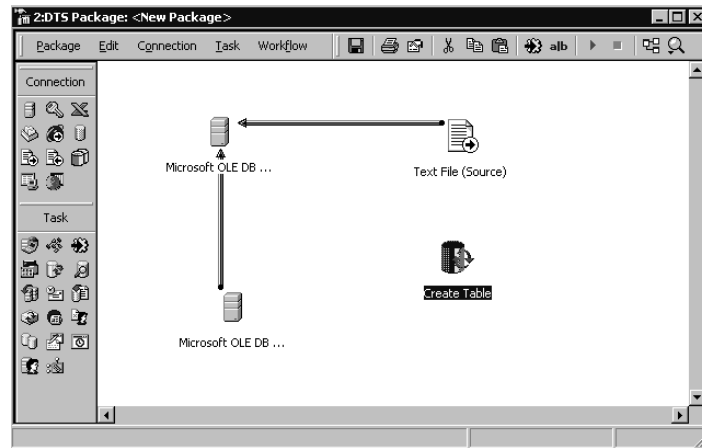 2:DTS Package: <New Package>
Package Edit Connection Task Workflow alb
Connection
Microsoft OLE DB ...
Text File (Source)
Task
Create Table
Microsoft OLE DB ...